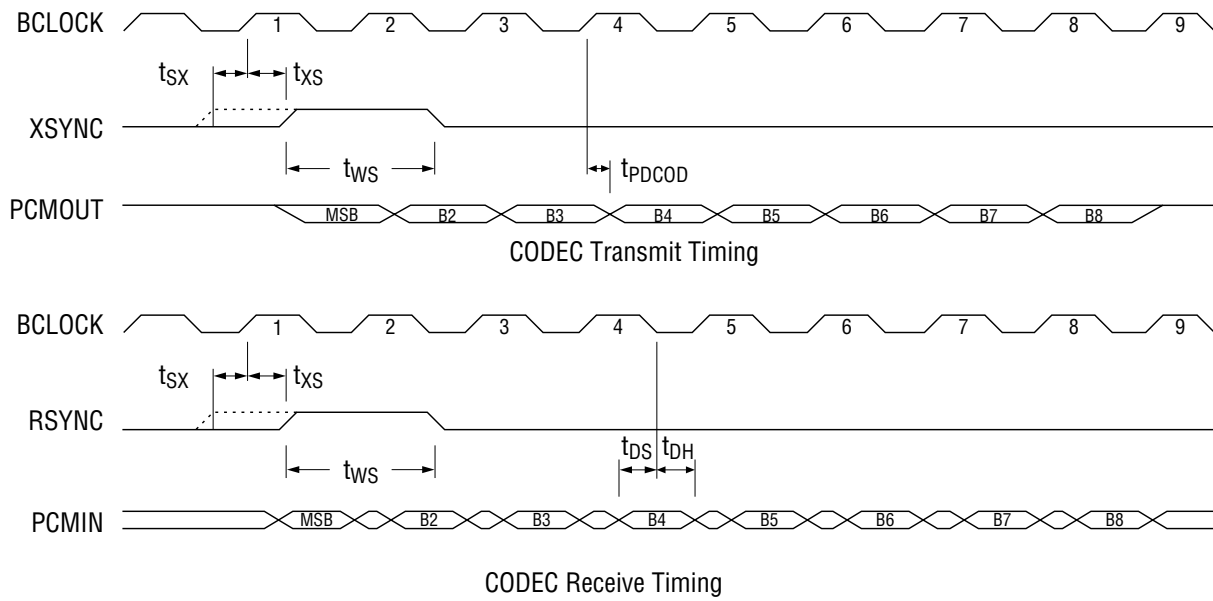 BCLOCK 1 2 3 4 5 6 7 8 9
tSX tXS
XSYNC
tWS tPDCOD
PCMOUT MSB B2 B3 B4 B5 B6 B7 B8
CODEC Transmit Timing
BCLOCK 1 2 3 4 5 6 7 8 9
tSX tXS
RSYNC
tDS tDH
tWS
PCMIN MSB B2 B3 B4 B5 B6 B7 B8
CODEC Receive Timing